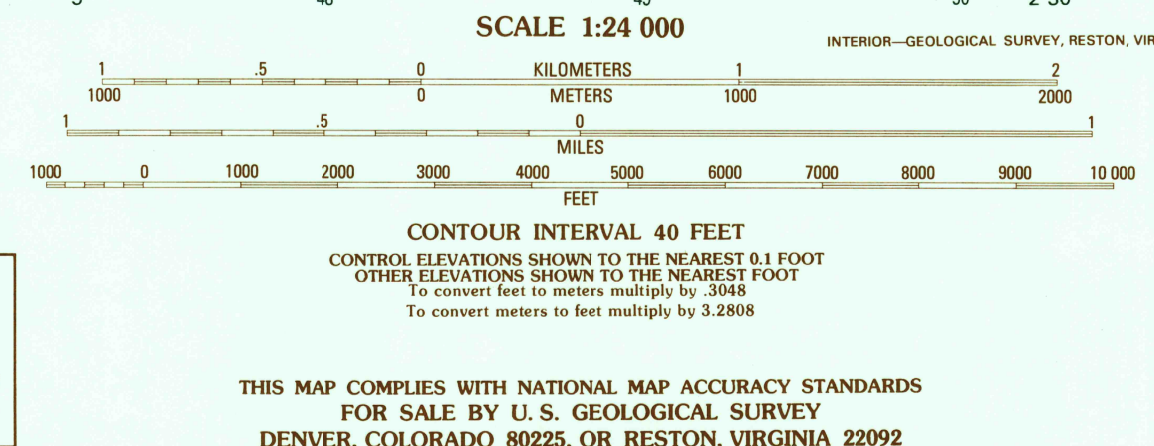 SCALE 1:24 000
INTERIOR—GEOLOGICAL SURVEY, RESTON, VIR
1 .5 0 KILOMETERS 1 2
1000 0 METERS 1000 2000
1 .5 0 1
MILES
1000 0 1000 2000 3000 4000 5000 6000 7000 8000 9000 10 000
FEET
CONTOUR INTERVAL 40 FEET
CONTROL ELEVATIONS SHOWN TO THE NEAREST 0.1 FOOT
OTHER ELEVATIONS SHOWN TO THE NEAREST FOOT
To convert feet to meters multiply by .3048
To convert meters to feet multiply by 3.2808
THIS MAP COMPLIES WITH NATIONAL MAP ACCURACY STANDARDS
FOR SALE BY U. S. GEOLOGICAL SURVEY
DENVER, COLORADO 80225, OR RESTON, VIRGINIA 22092